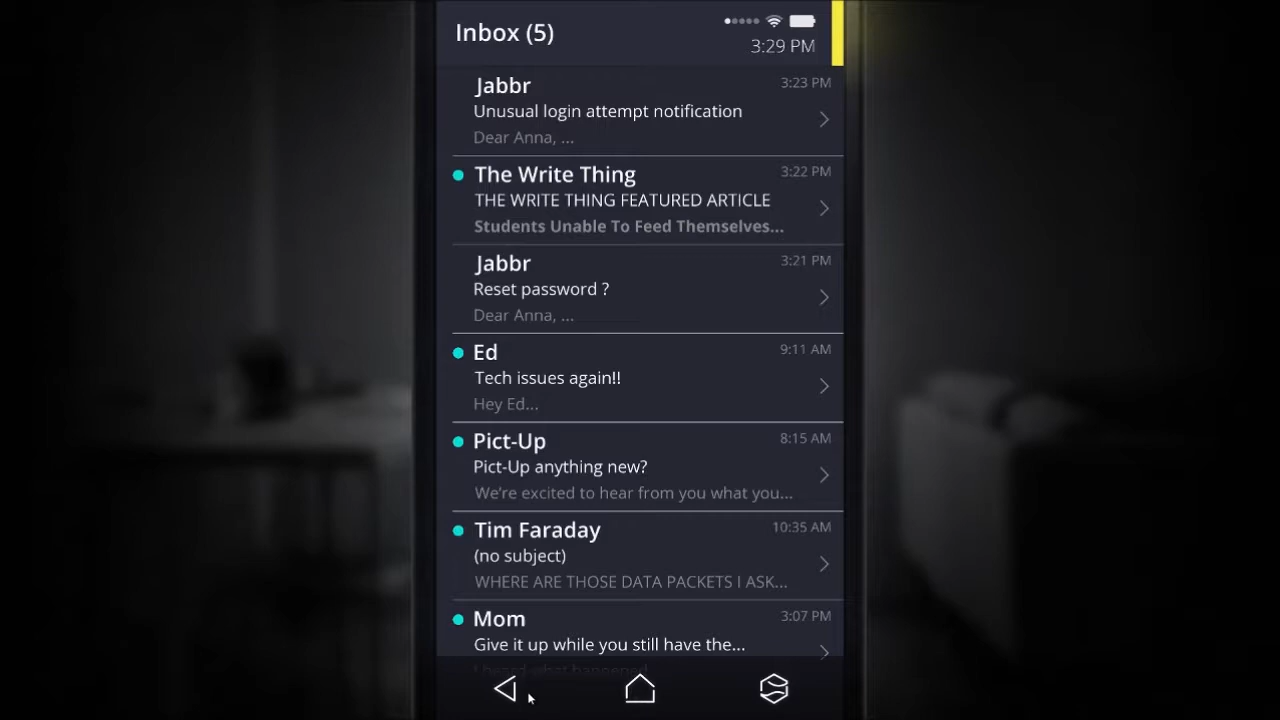 Inbox (5)
3:29 PM
Jabbr
3:23 PM
Unusual login attempt notification
Dear Anna, ...
The Write Thing
3:22 PM
THE WRITE THING FEATURED ARTICLE
Students Unable To Feed Themselves...
Jabbr
3:21 PM
Reset password ?
Dear Anna, ...
Ed
9:11 AM
Tech issues again!!
Hey Ed...
Pict-Up
8:15 AM
Pict-Up anything new?
We're excited to hear from you what you...
Tim Faraday
10:35 AM
(no subject)
WHERE ARE THOSE DATA PACKETS I ASK...
Mom
3:07 PM
Give it up while you still have the...
I heard what happened